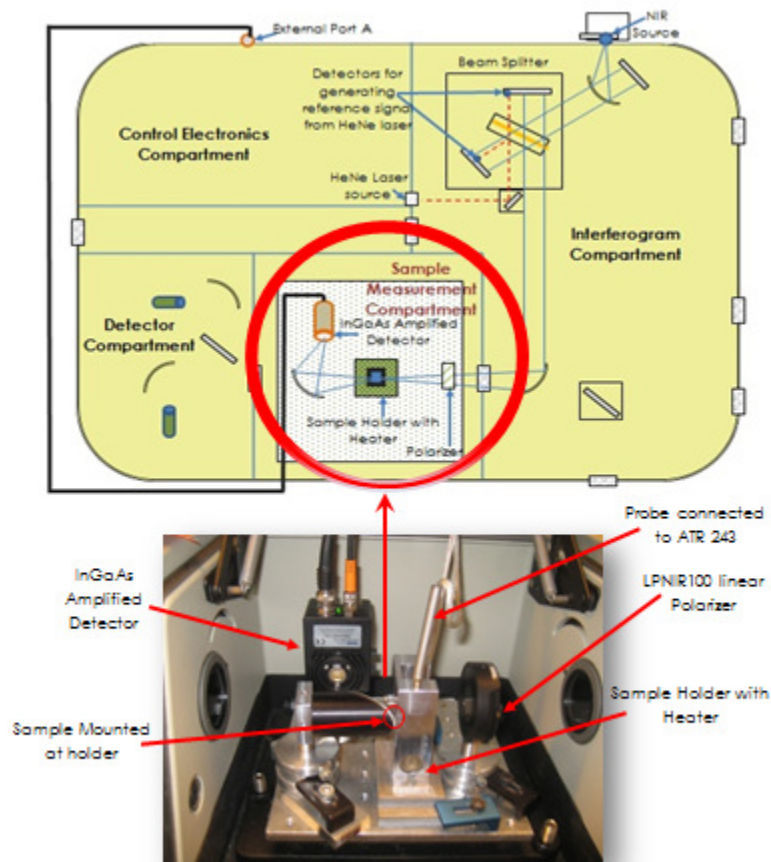 External Port A
NIR
Source
Beam Splitter
Detectors for
generating
reference signal
from HeNe laser
Control Electronics
Compartment
HeNe Laser
source
Interferogram
Compartment
Sample
Measurement
Compartment
InGaAs Amplified
Detector
Detector
Compartment
Sample Holder with
Heater
Polarizer
Probe connected
to ATR 243
InGaAs
Amplified
Detector
LPNIR100 linear
Polarizer
Sample Holder with
Heater
Sample Mounted
at holder